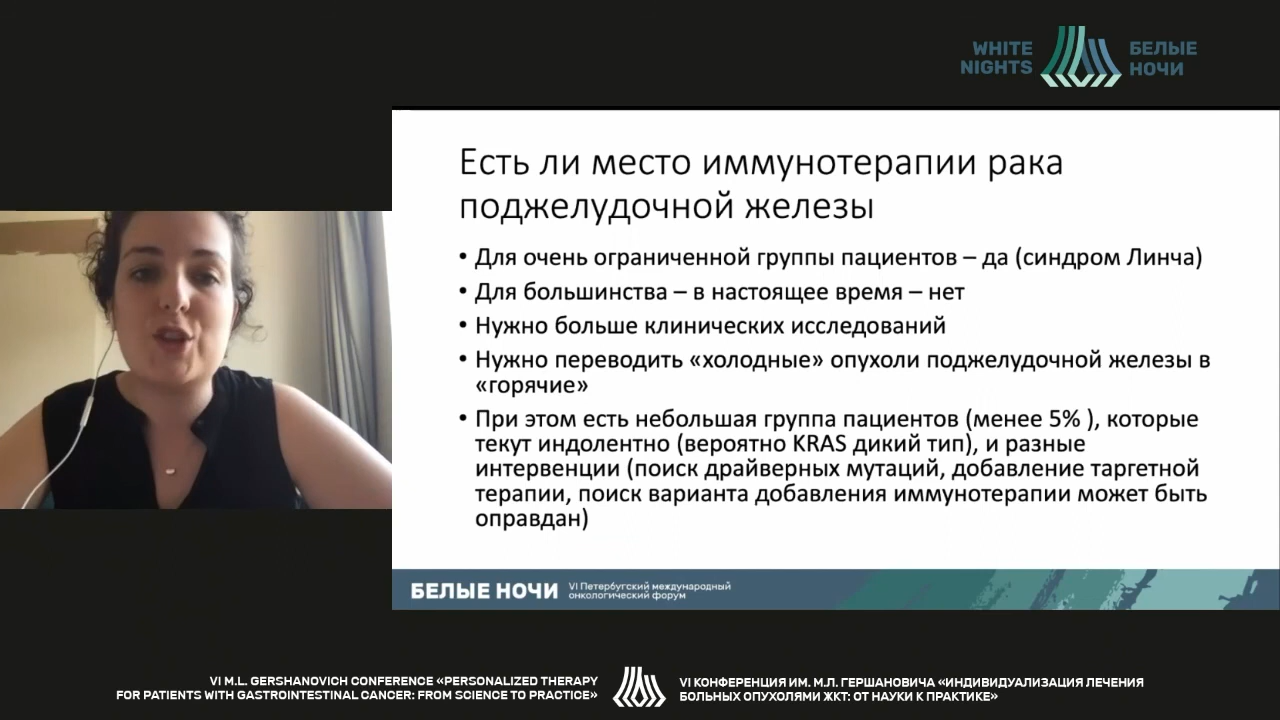 WHITE
NIGHTS
БЕЛЫЕ
НОЧИ
Есть ли место иммунотерапии рака
поджелудочной железы
• Для очень ограниченной группы пациентов – да (синдром Линча)
• Для большинства – в настоящее время – нет
• Нужно больше клинических исследований
• Нужно переводить «холодные» опухоли поджелудочной железы в
«горячие»
• При этом есть небольшая группа пациентов (менее 5% ), которые
текут индолентно (вероятно KRAS дикий тип), и разные
интервенции (поиск драйверных мутаций, добавление таргетной
терапии, поиск варианта добавления иммунотерапии может быть
оправдан)
БЕЛЫЕ НОЧИ
VI Петербугский международный
онкологический форум
VI M.L. GERSHANOVICH CONFERENCE «PERSONALIZED THERAPY
FOR PATIENTS WITH GASTROINTESTINAL CANCER: FROM SCIENCE TO PRACTICE»
VI КОНФЕРЕНЦИЯ ИМ. М.Л. ГЕРШАНОВИЧА «ИНДИВИДУАЛИЗАЦИЯ ЛЕЧЕНИЯ
БОЛЬНЫХ ОПУХОЛЯМИ ЖКТ: ОТ НАУКИ К ПРАКТИКЕ»